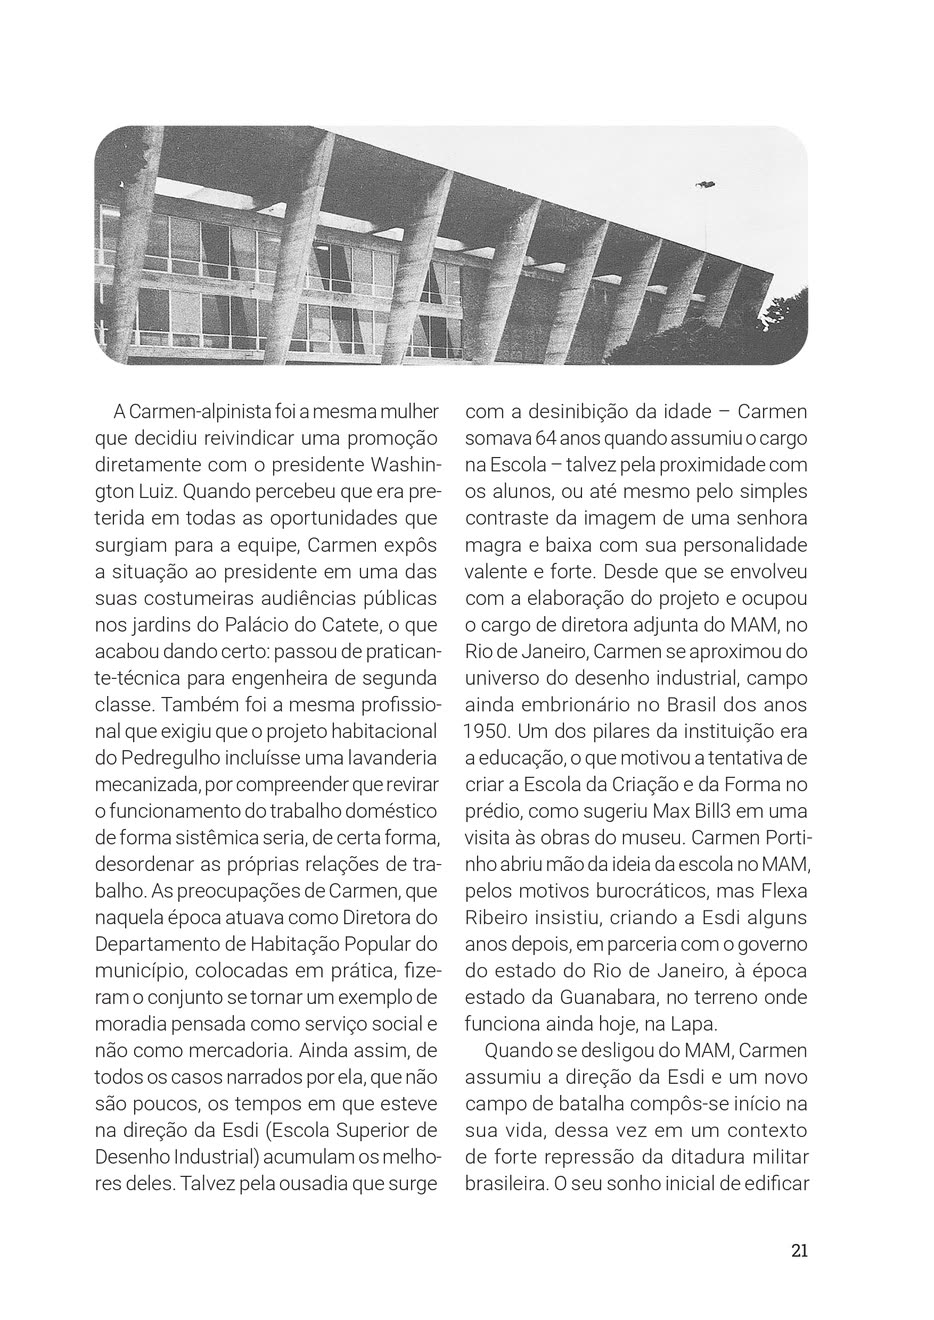 A Carmen-alpinista foi a mesma mulher
que decidiu reivindicar uma promoção
diretamente com o presidente Washin-
gton Luiz. Quando percebeu que era pre-
terida em todas as oportunidades que
surgiam para a equipe, Carmen expôs
a situação ao presidente em uma das
suas costumeiras audiências públicas
nos jardins do Palácio do Catete, o que
acabou dando certo: passou de pratican-
te-técnica para engenheira de segunda
classe. Também foi a mesma profissio-
nal que exigiu que o projeto habitacional
do Pedregulho incluísse uma lavanderia
mecanizada, por compreender que revirar
o funcionamento do trabalho doméstico
de forma sistêmica seria, de certa forma,
desordenar as próprias relações de tra-
balho. As preocupações de Carmen, que
naquela época atuava como Diretora do
Departamento de Habitação Popular do
município, colocadas em prática, fize-
ram o conjunto se tornar um exemplo de
moradia pensada como serviço social e
não como mercadoria. Ainda assim, de
todos os casos narrados por ela, que não
são poucos, os tempos em que esteve
na direção da Esdi (Escola Superior de
Desenho Industrial) acumulam os melho-
res deles. Talvez pela ousadia que surge
com a desinibição da idade – Carmen
somava 64 anos quando assumiu o cargo
na Escola – talvez pela proximidade com
os alunos, ou até mesmo pelo simples
contraste da imagem de uma senhora
magra e baixa com sua personalidade
valente e forte. Desde que se envolveu
com a elaboração do projeto e ocupou
o cargo de diretora adjunta do MAM, no
Rio de Janeiro, Carmen se aproximou do
universo do desenho industrial, campo
ainda embrionário no Brasil dos anos
1950. Um dos pilares da instituição era
a educação, o que motivou a tentativa de
criar a Escola da Criação e da Forma no
prédio, como sugeriu Max Bill3 em uma
visita às obras do museu. Carmen Porti-
nho abriu mão da ideia da escola no MAM,
pelos motivos burocráticos, mas Flexa
Ribeiro insistiu, criando a Esdi alguns
anos depois, em parceria com o governo
do estado do Rio de Janeiro, à época
estado da Guanabara, no terreno onde
funciona ainda hoje, na Lapa.
Quando se desligou do MAM, Carmen
assumiu a direção da Esdi e um novo
campo de batalha compôs-se início na
sua vida, dessa vez em um contexto
de forte repressão da ditadura militar
brasileira. O seu sonho inicial de edificar
21